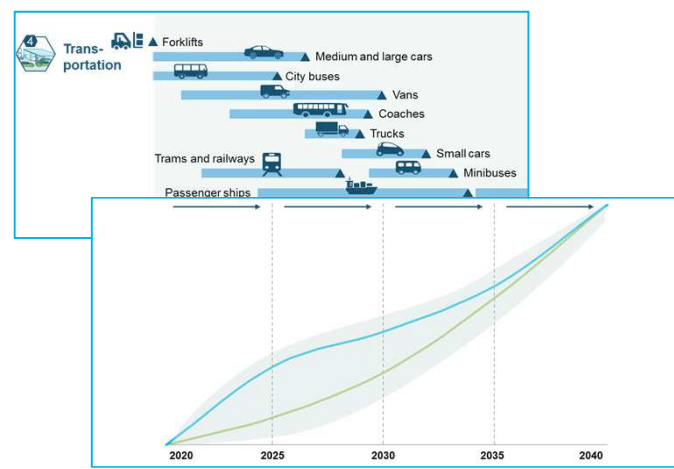 4
Trans-
portation
Forklifts
Medium and large cars
City buses
Vans
Coaches
Trucks
Small cars
Trams and railways
Minibuses
Passenger ships
2020 2025 2030 2035 2040